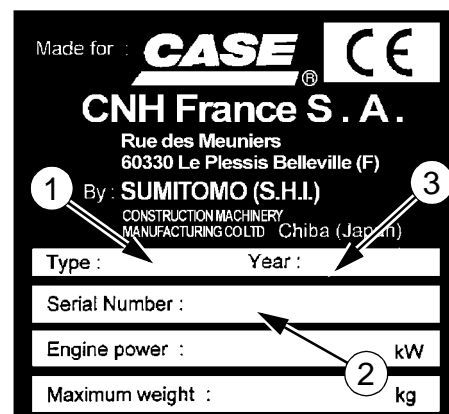 Made for : CASE ® CE
CNH France S . A .
Rue des Meuniers
60330 Le Plessis Belleville (F)
1 By : SUMITOMO (S.H.I.) 3
CONSTRUCTION MACHINERY
MANUFACTURING CO LTD Chiba (Japan)
Type : Year :
Serial Number :
Engine power : kW
2
Maximum weight : kg